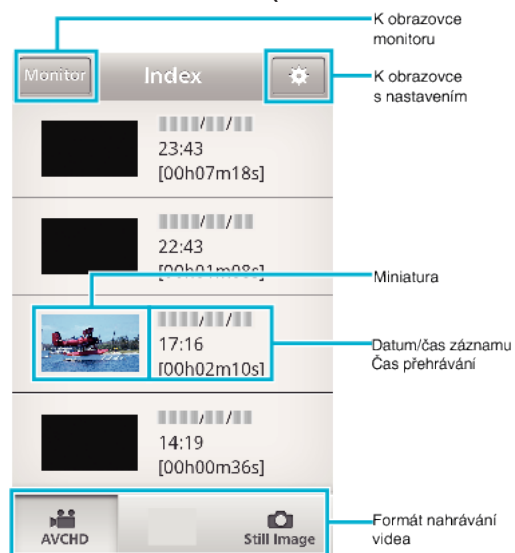 K obrazovce
monitoru
Monitor
Index
K obrazovce
s nastavením
23:43
[00h07m18s]
22:43
[00h01m08s]
Miniatura
17:16
[00h02m10s]
Datum/čas záznamu
Čas přehrávání
14:19
[00h00m36s]
AVCHD
Still Image
Formát nahrávání
videa